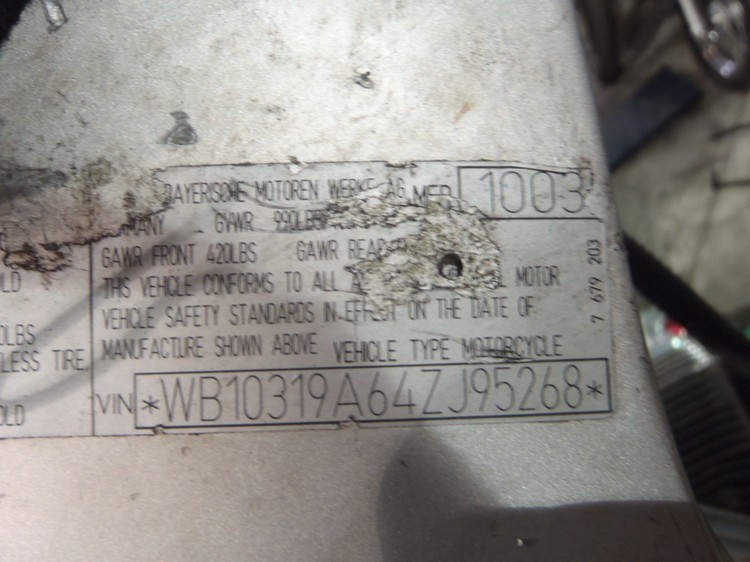 BAYERISCHE MOTOREN WERKE AG MFD 1003
GVWR 990LBS
GAWR FRONT 420LBS GAWR REAR
THIS VEHICLE CONFORMS TO ALL MOTOR
VEHICLE SAFETY STANDARDS IN EFFECT ON THE DATE OF
MANUFACTURE SHOWN ABOVE VEHICLE TYPE MOTORCYCLE
VIN *WB10319A64ZJ95268*
7 679 203
LESS TIRE